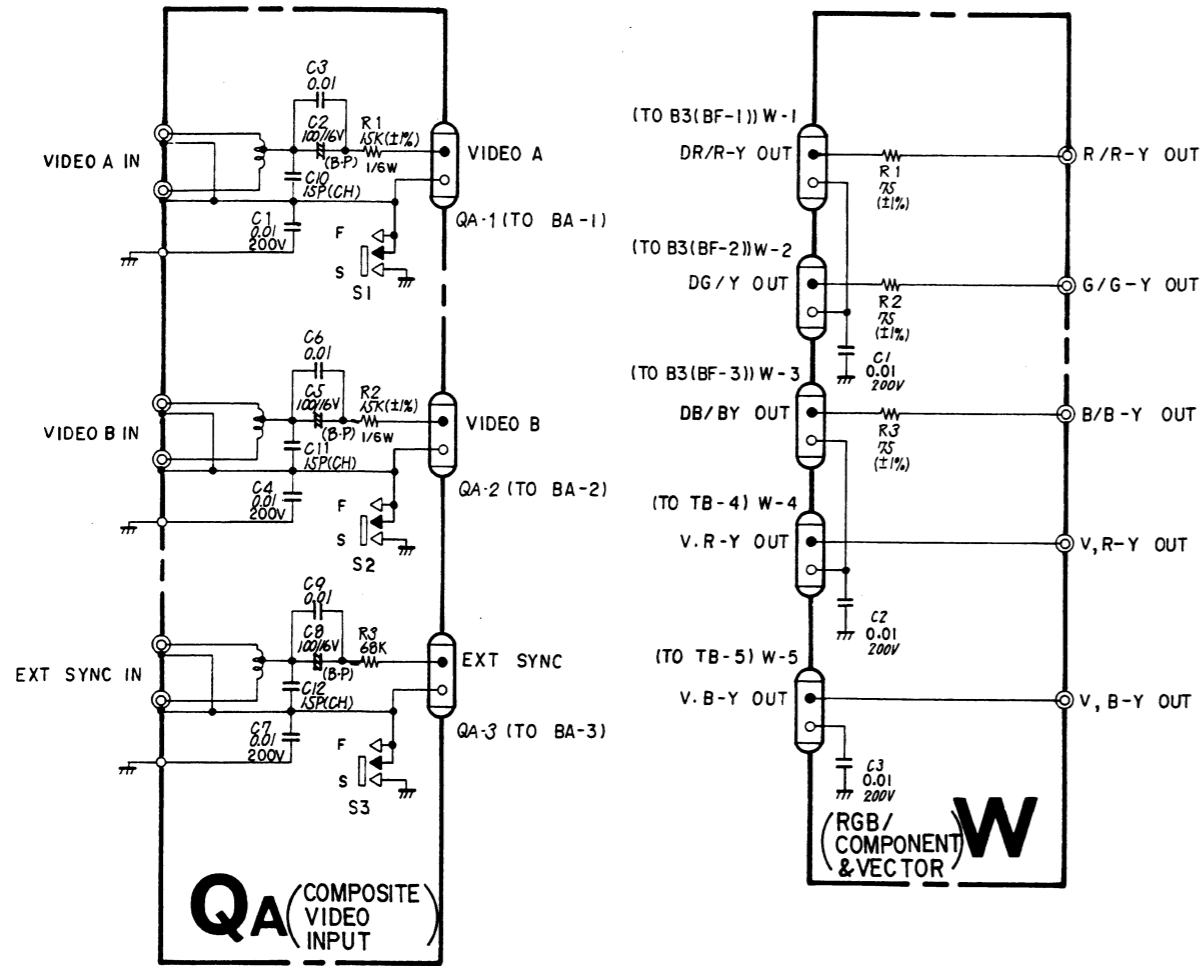 C3
0.01
C2
100/16V
(B·P)
R1
15K(±1%)
1/6W
VIDEO A IN
C10
15P(CH)
C1
0.01
200V
F
S
S1
VIDEO A
QA-1 (TO BA-1)
C6
0.01
C5
100/16V
(B·P)
R2
15K(±1%)
1/6W
VIDEO B IN
C11
15P(CH)
C4
0.01
200V
F
S
S2
VIDEO B
QA-2 (TO BA-2)
C9
0.01
C8
100/16V
(B·P)
R3
68K
EXT SYNC IN
C12
15P(CH)
C7
0.01
200V
F
S
S3
EXT SYNC
QA-3 (TO BA-3)
QA (COMPOSITE
VIDEO
INPUT)
(TO B3(BF-1)) W-1
DR/R-Y OUT
R1
75
(±1%)
R/R-Y OUT
(TO B3(BF-2)) W-2
DG/Y OUT
R2
75
(±1%)
G/G-Y OUT
C1
0.01
200V
(TO B3(BF-3)) W-3
DB/BY OUT
R3
75
(±1%)
B/B-Y OUT
(TO TB-4) W-4
V.R-Y OUT
V,R-Y OUT
C2
0.01
200V
(TO TB-5) W-5
V.B-Y OUT
V, B-Y OUT
C3
0.01
200V
(RGB/
COMPONENT
&VECTOR) W